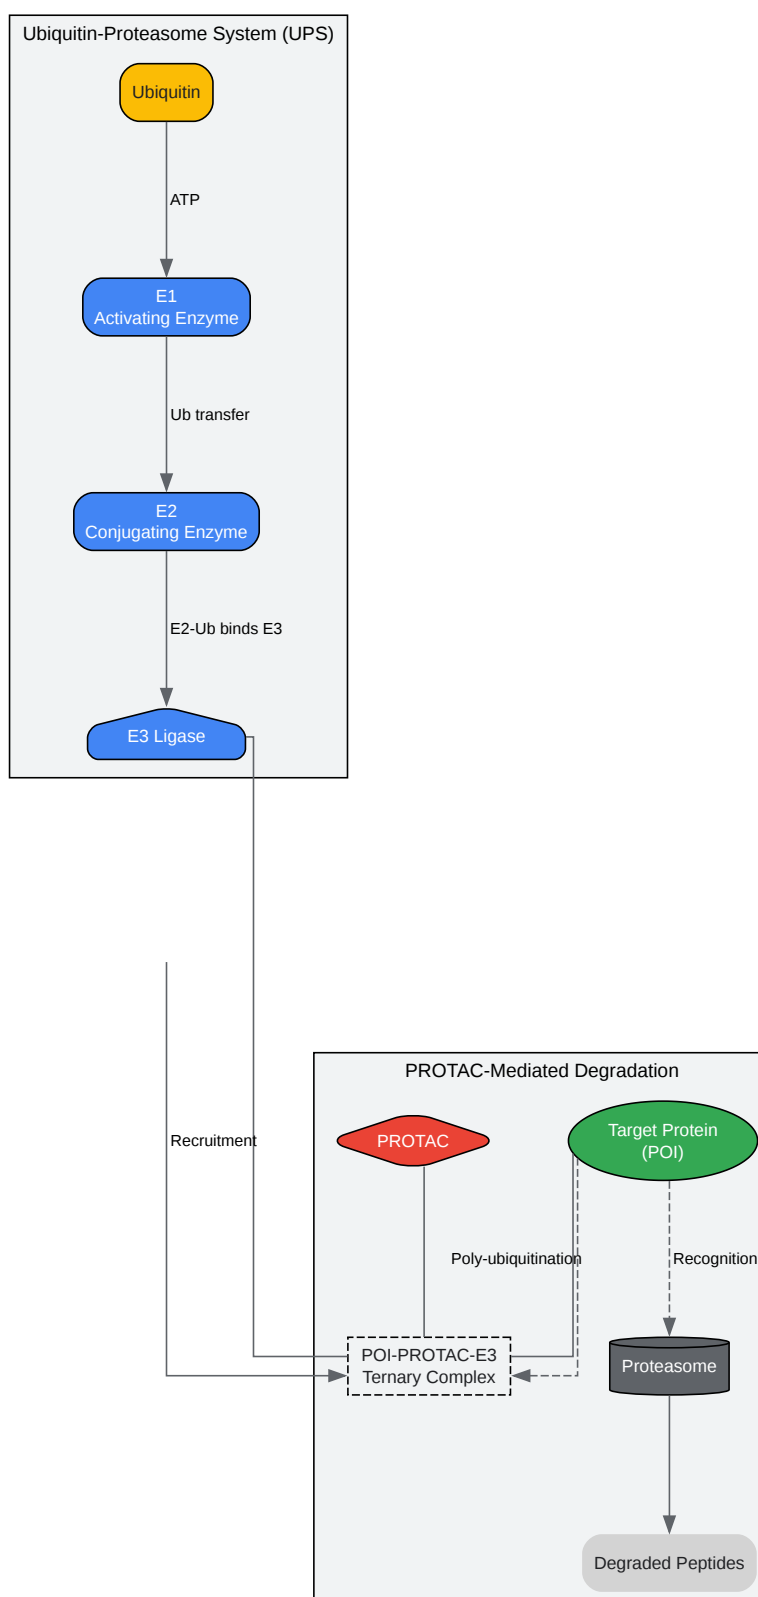 Ubiquitin-Proteasome System (UPS)
Ubiquitin
ATP
E1
Activating Enzyme
Ub transfer
E2
Conjugating Enzyme
E2-Ub binds E3
E3 Ligase
PROTAC-Mediated Degradation
Recruitment
PROTAC
Target Protein
(POI)
Poly-ubiquitination
Recognition
POI-PROTAC-E3
Ternary Complex
Proteasome
Degraded Peptides